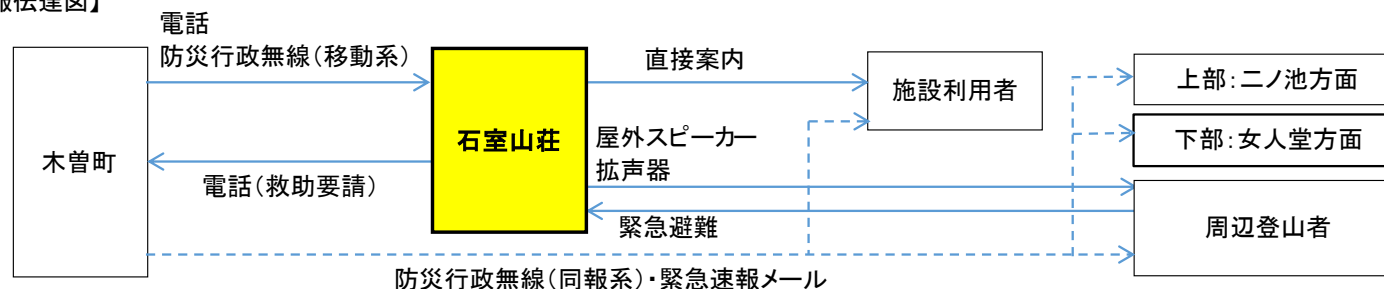 報伝達図】
電話
防災行政無線（移動系）
直接案内
施設利用者
上部：二ノ池方面
下部：女人堂方面
木曽町
石室山荘
屋外スピーカー
拡声器
電話（救助要請）
緊急避難
周辺登山者
防災行政無線（同報系）・緊急速報メール